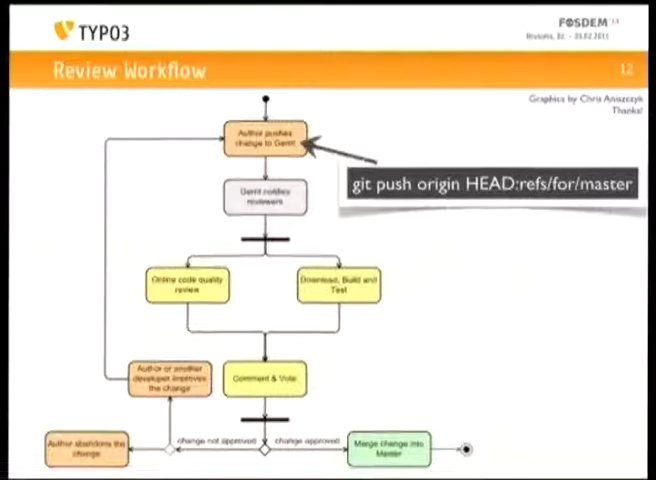 TYPO3
FOSDEM
Review Workflow
12
Graphics by Chris Aniszczyk
Thanks!
Author pushes
change to Gerrit
git push origin HEAD:refs/for/master
Gerrit notifies
reviewers
Online code quality
review
Download, Build and
Test
Author or another
developer improves
the change
Comment & Vote
Author abandons the
change
change not approved
change approved
Merge change into
Master